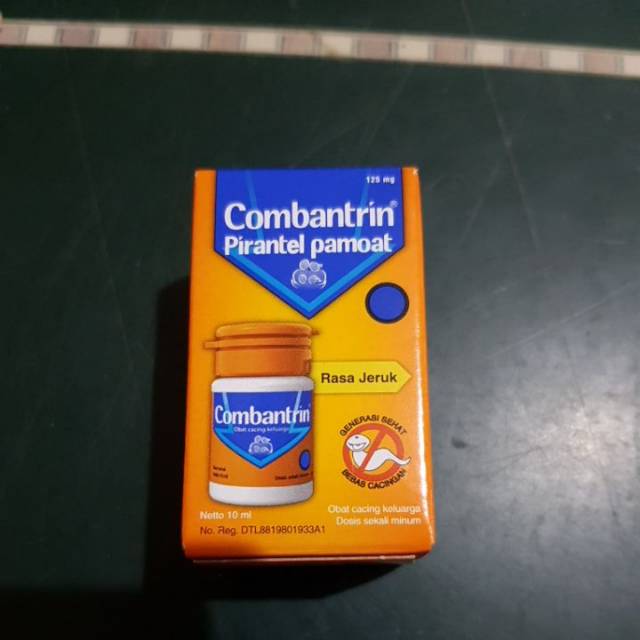 125 mg
Combantrin®
Pirantel pamoat
Rasa Jeruk
Combantrin®
Obat cacing keluarga
GENERASI SEHAT
BEBAS CACINGAN
Netto 10 ml
No. Reg. DTL8819801933A1
Obat cacing keluarga
Dosis sekali minum